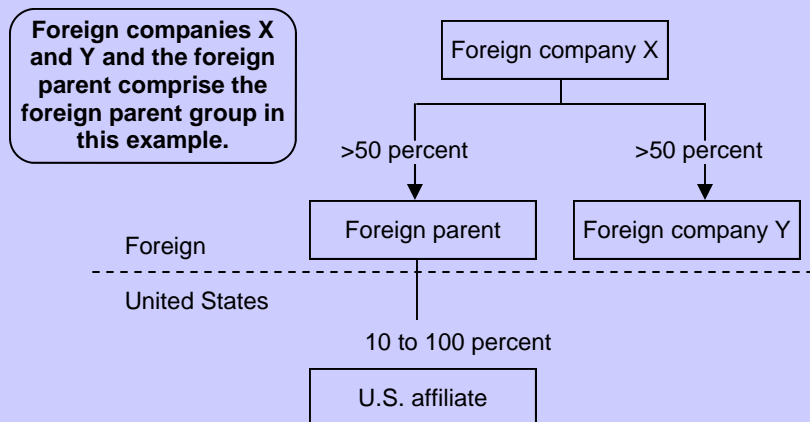 Foreign companies X
and Y and the foreign
parent comprise the
foreign parent group in
this example.
Foreign company X
>50 percent
>50 percent
Foreign parent
Foreign company Y
Foreign
United States
10 to 100 percent
U.S. affiliate